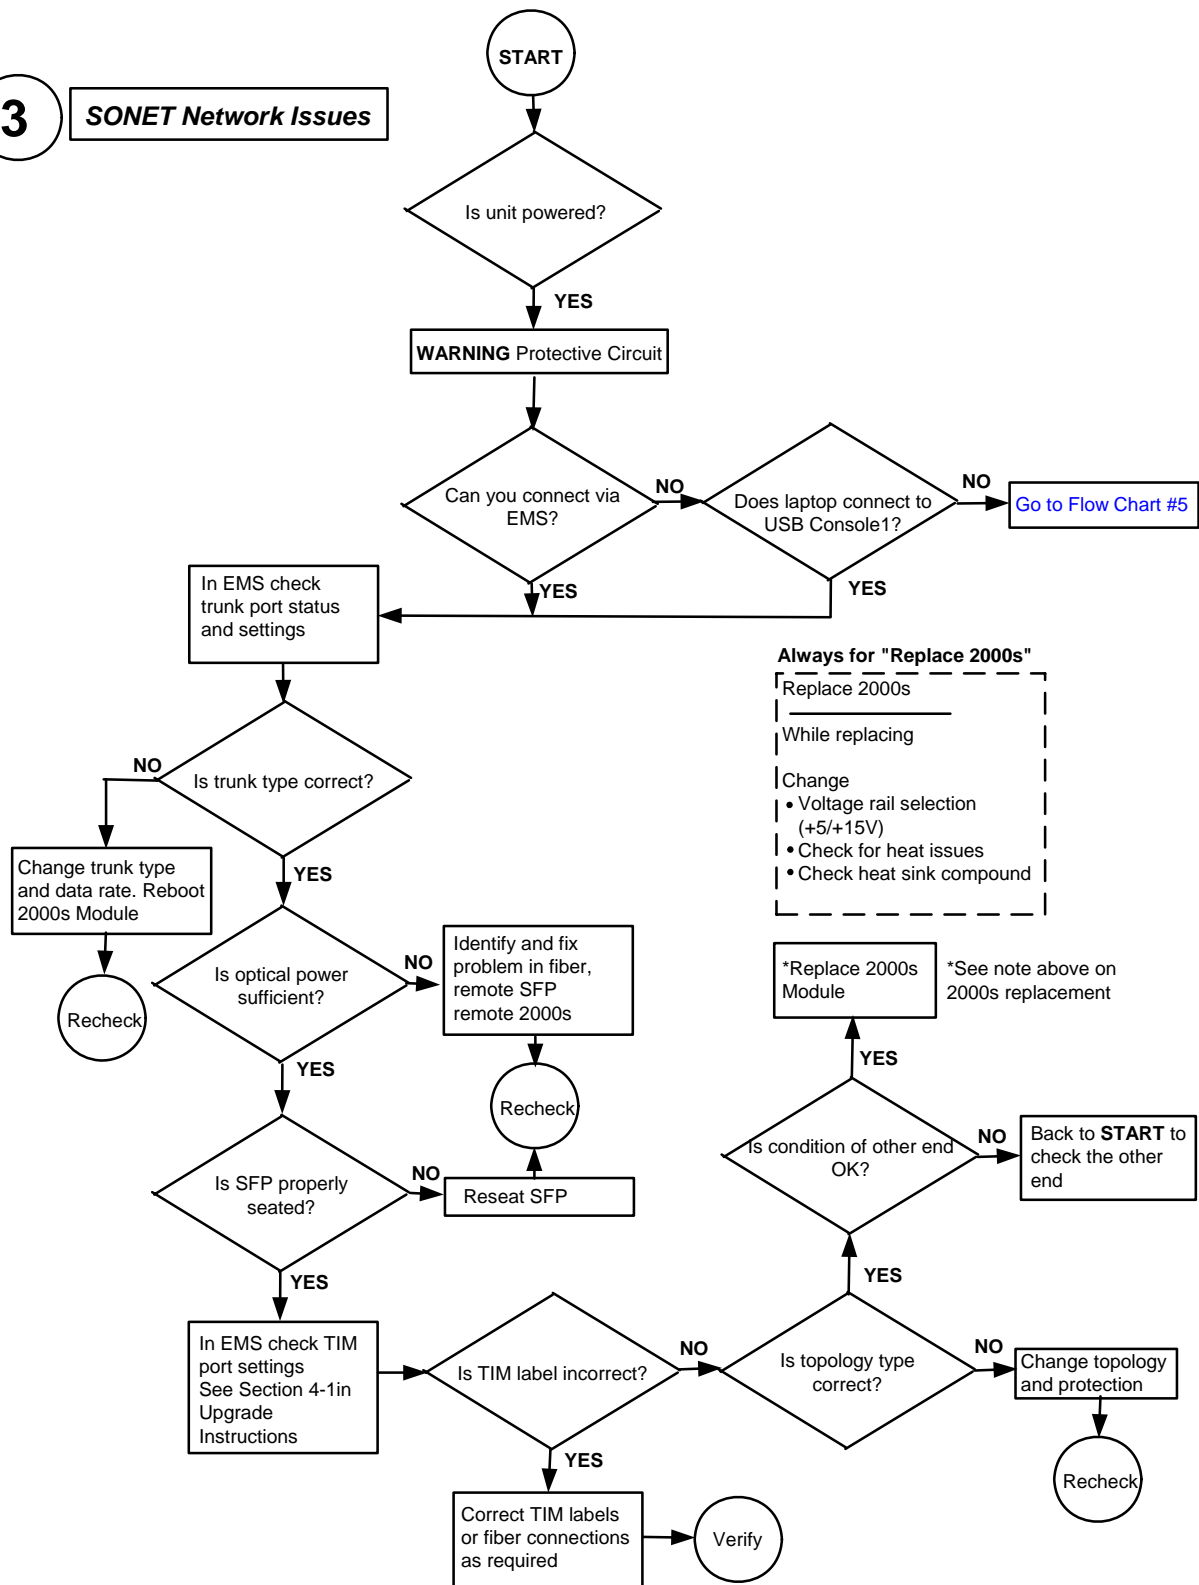 START
3
SONET Network Issues
Is unit powered?
YES
WARNING Protective Circuit
Can you connect via
EMS?
NO
Does laptop connect to
USB Console1?
NO
Go to Flow Chart #5
YES
YES
In EMS check
trunk port status
and settings
Always for "Replace 2000s"
Replace 2000s
While replacing
Change
• Voltage rail selection
(+5/+15V)
• Check for heat issues
• Check heat sink compound
NO
Is trunk type correct?
YES
Change trunk type
and data rate. Reboot
2000s Module
Recheck
Is optical power
sufficient?
NO
Identify and fix
problem in fiber,
remote SFP
remote 2000s
YES
Recheck
*Replace 2000s
Module
*See note above on
2000s replacement
YES
Is condition of other end
OK?
NO
Back to START to
check the other
end
Is SFP properly
seated?
NO
Reseat SFP
YES
YES
In EMS check TIM
port settings
See Section 4-1in
Upgrade
Instructions
Is TIM label incorrect?
NO
Is topology type
correct?
NO
Change topology
and protection
Recheck
YES
Correct TIM labels
or fiber connections
as required
Verify